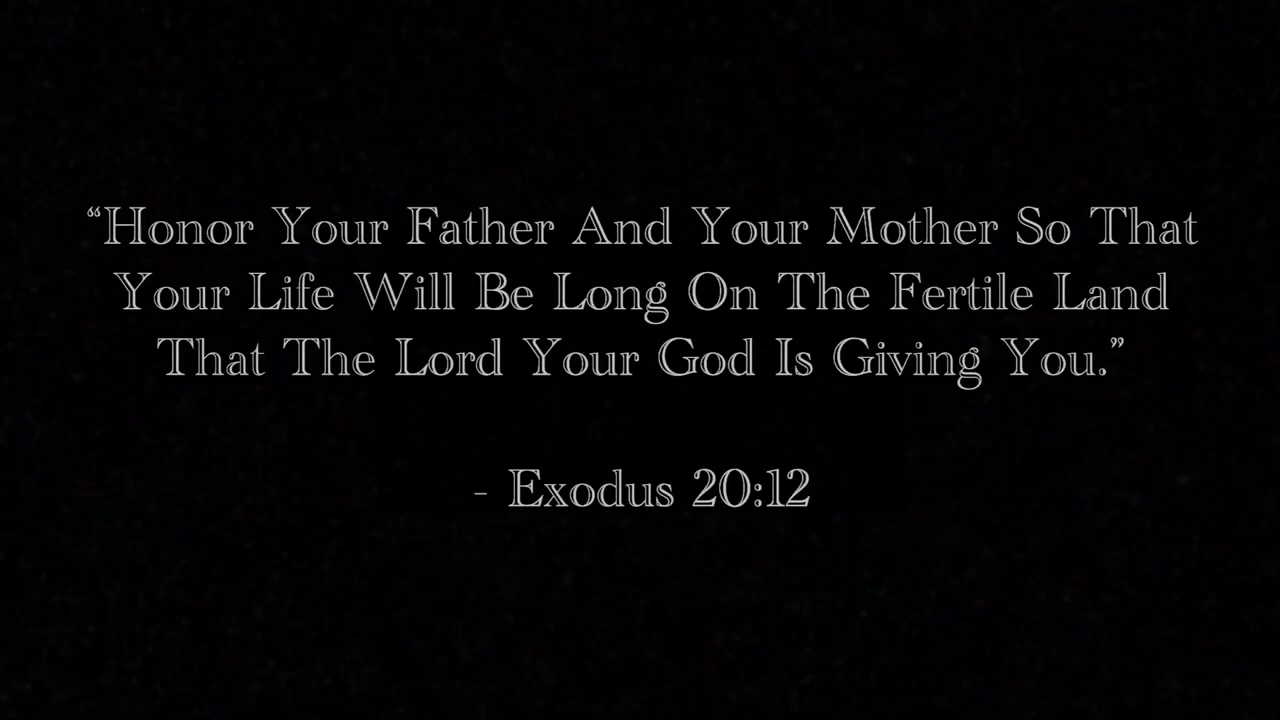 “Honor Your Father And Your Mother So That
Your Life Will Be Long On The Fertile Land
That The Lord Your God Is Giving You.”
- Exodus 20:12